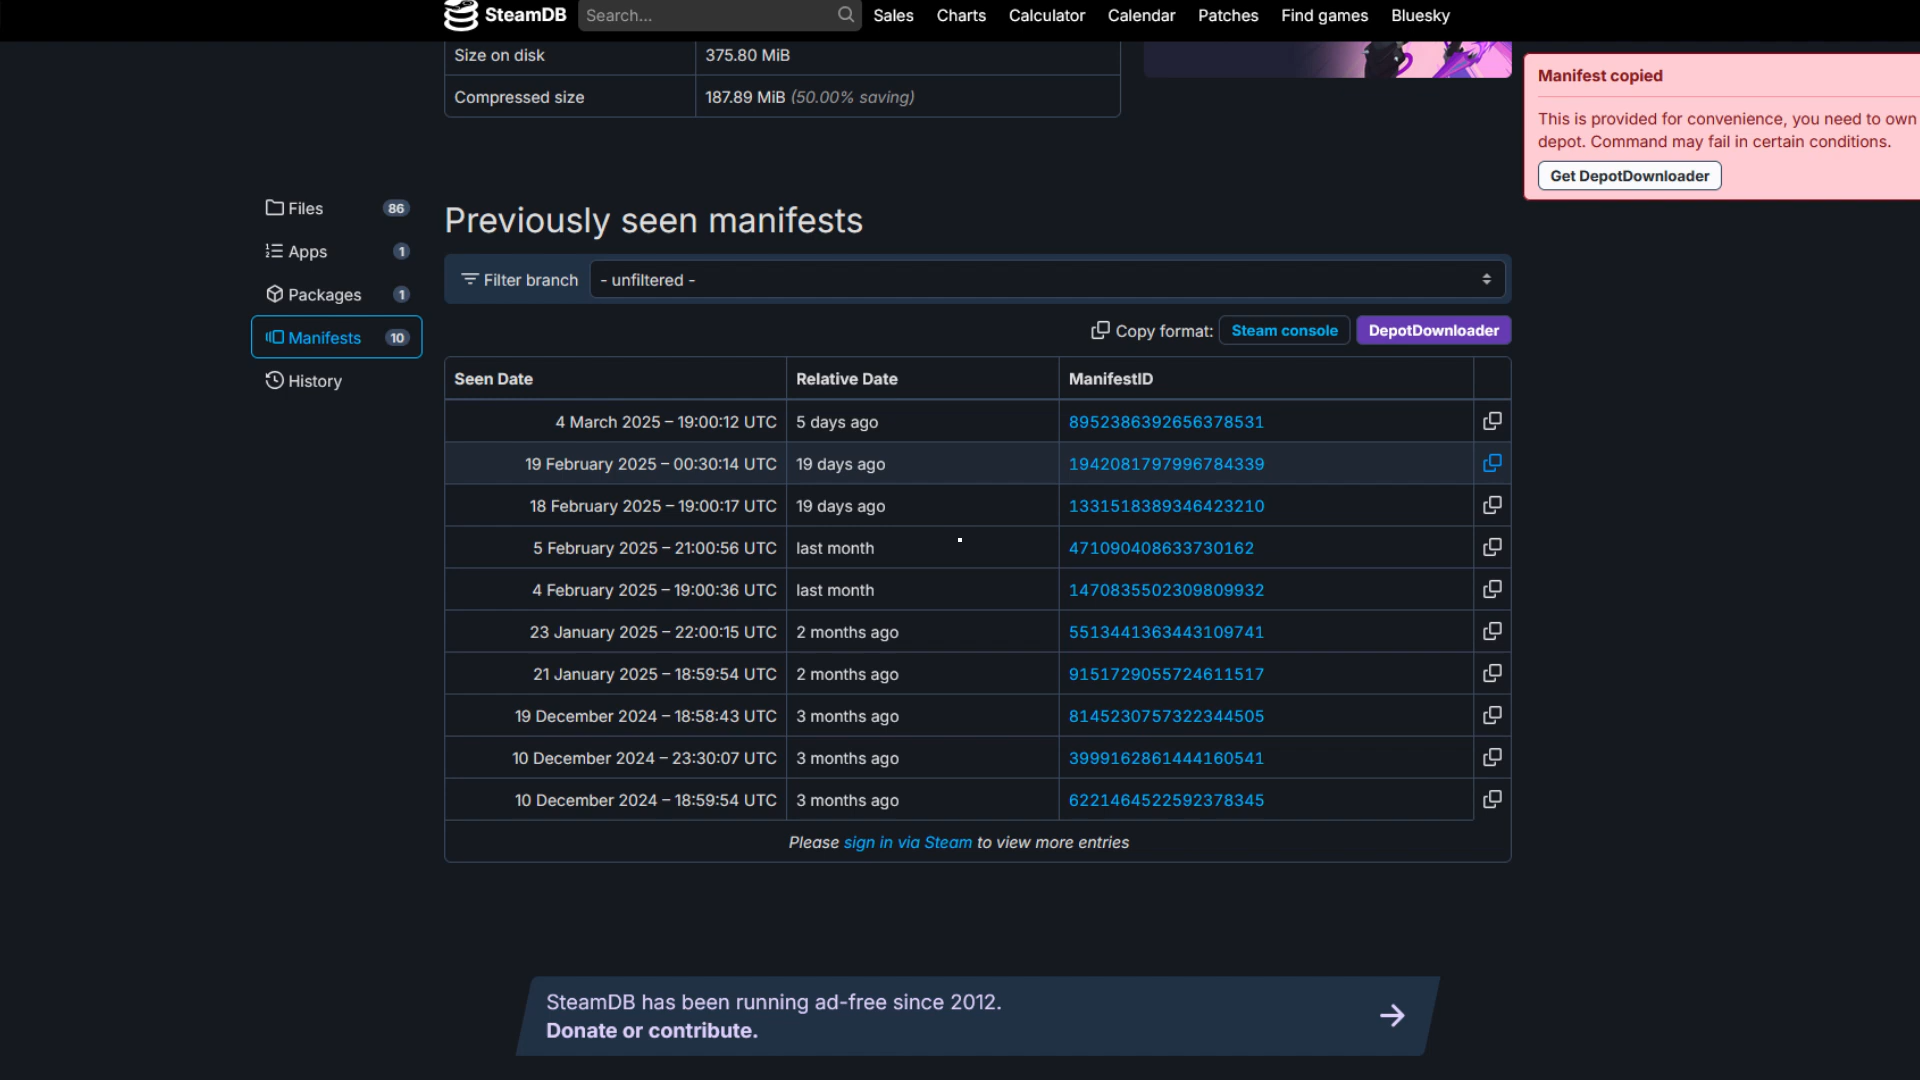 SteamDB Search... Sales Charts Calculator Calendar Patches Find games Bluesky
Size on disk 375.80 MiB
Compressed size 187.89 MiB (50.00% saving)
Manifest copied
This is provided for convenience, you need to own
depot. Command may fail in certain conditions.
Get DepotDownloader
Files 86
Apps 1
Packages 1
Manifests 10
History
Previously seen manifests
Filter branch - unfiltered -
Copy format: Steam console DepotDownloader
Seen Date Relative Date ManifestID
4 March 2025 – 19:00:12 UTC 5 days ago 8952386392656378531
19 February 2025 – 00:30:14 UTC 19 days ago 1942081797996784339
18 February 2025 – 19:00:17 UTC 19 days ago 1331518389346423210
5 February 2025 – 21:00:56 UTC last month 471090408633730162
4 February 2025 – 19:00:36 UTC last month 1470835502309809932
23 January 2025 – 22:00:15 UTC 2 months ago 5513441363443109741
21 January 2025 – 18:59:54 UTC 2 months ago 9151729055724611517
19 December 2024 – 18:58:43 UTC 3 months ago 8145230757322344505
10 December 2024 – 23:30:07 UTC 3 months ago 3999162861444160541
10 December 2024 – 18:59:54 UTC 3 months ago 6221464522592378345
Please sign in via Steam to view more entries
SteamDB has been running ad-free since 2012.
Donate or contribute.